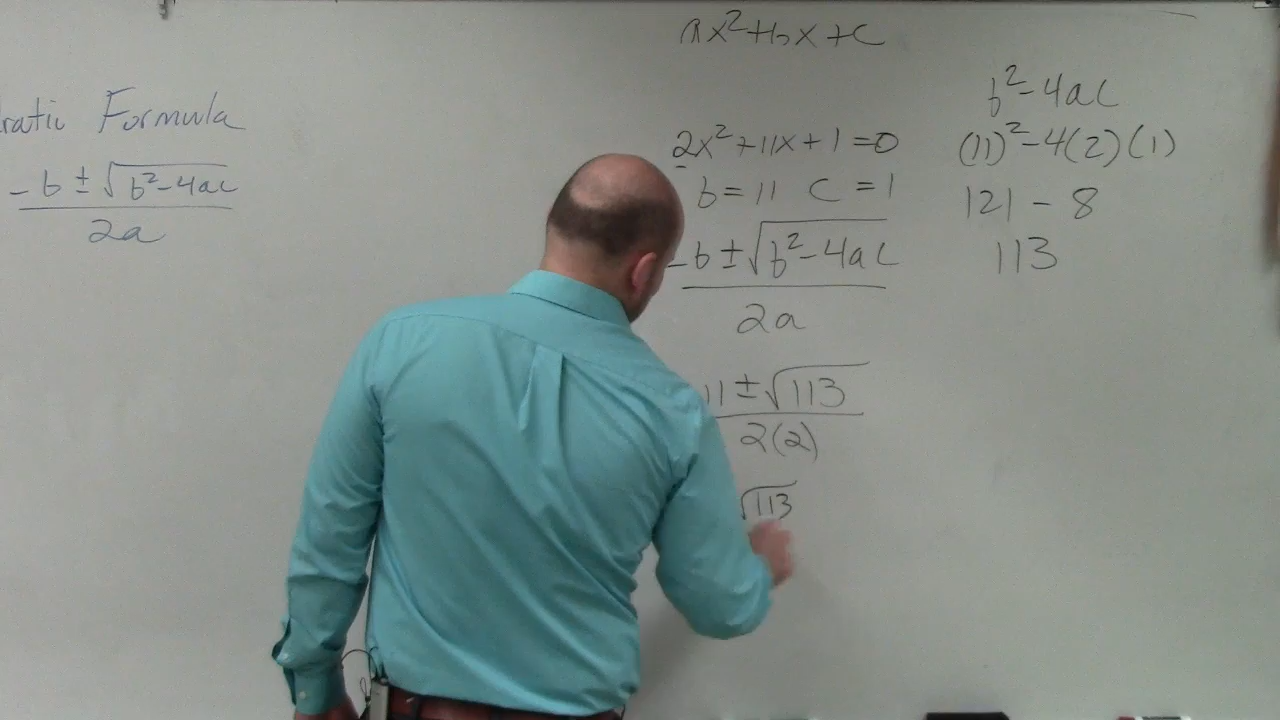 Formula
-b ± √b²-4ac
2a
ax²+bx+c
2x²+11x+1=0
b=11 c=1
-b ± √b²-4ac
2a
11 ± √113
2(2)
√113
b²-4ac
(11)²-4(2)(1)
121 - 8
113